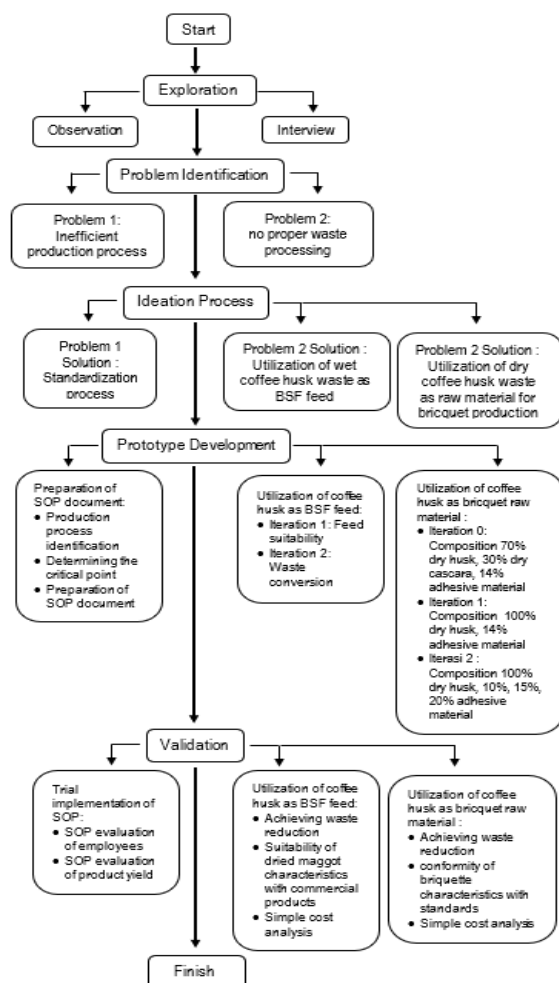 Start
Exploration
Observation
Interview
Problem Identification
Problem 1:
Inefficient
production process
Problem 2:
no proper waste
processing
Ideation Process
Problem 1
Solution :
Standardization
process
Problem 2 Solution :
Utilization of wet
coffee husk waste as
BSF feed
Problem 2 Solution :
Utilization of dry
coffee husk waste
as raw material for
bricquet production
Prototype Development
Preparation of
SOP document:
• Production
process
identification
• Determining the
critical point
• Preparation of
SOP document
Utilization of coffee
husk as BSF feed:
• Iteration 1: Feed
suitability
• Iteration 2:
Waste
conversion
Utilization of coffee
husk as bricquet raw
material :
• Iteration 0:
Composition 70%
dry husk, 30% dry
cascara, 14%
adhesive material
• Iteration 1:
Composition 100%
dry husk, 14%
adhesive material
• Iterasi 2 :
Composition 100%
dry husk, 10%, 15%,
20% adhesive
material
Validation
Trial
implementation of
SOP:
• SOP evaluation
of employees
• SOP evaluation
of product yield
Utilization of coffee
husk as BSF feed:
• Achieving waste
reduction
• Suitability of
dried maggot
characteristics
with commercial
products
• Simple cost
analysis
Utilization of coffee
husk as bricquet raw
material :
• Achieving waste
reduction
• conformity of
briquette
characteristics with
standards
• Simple cost analysis
Finish